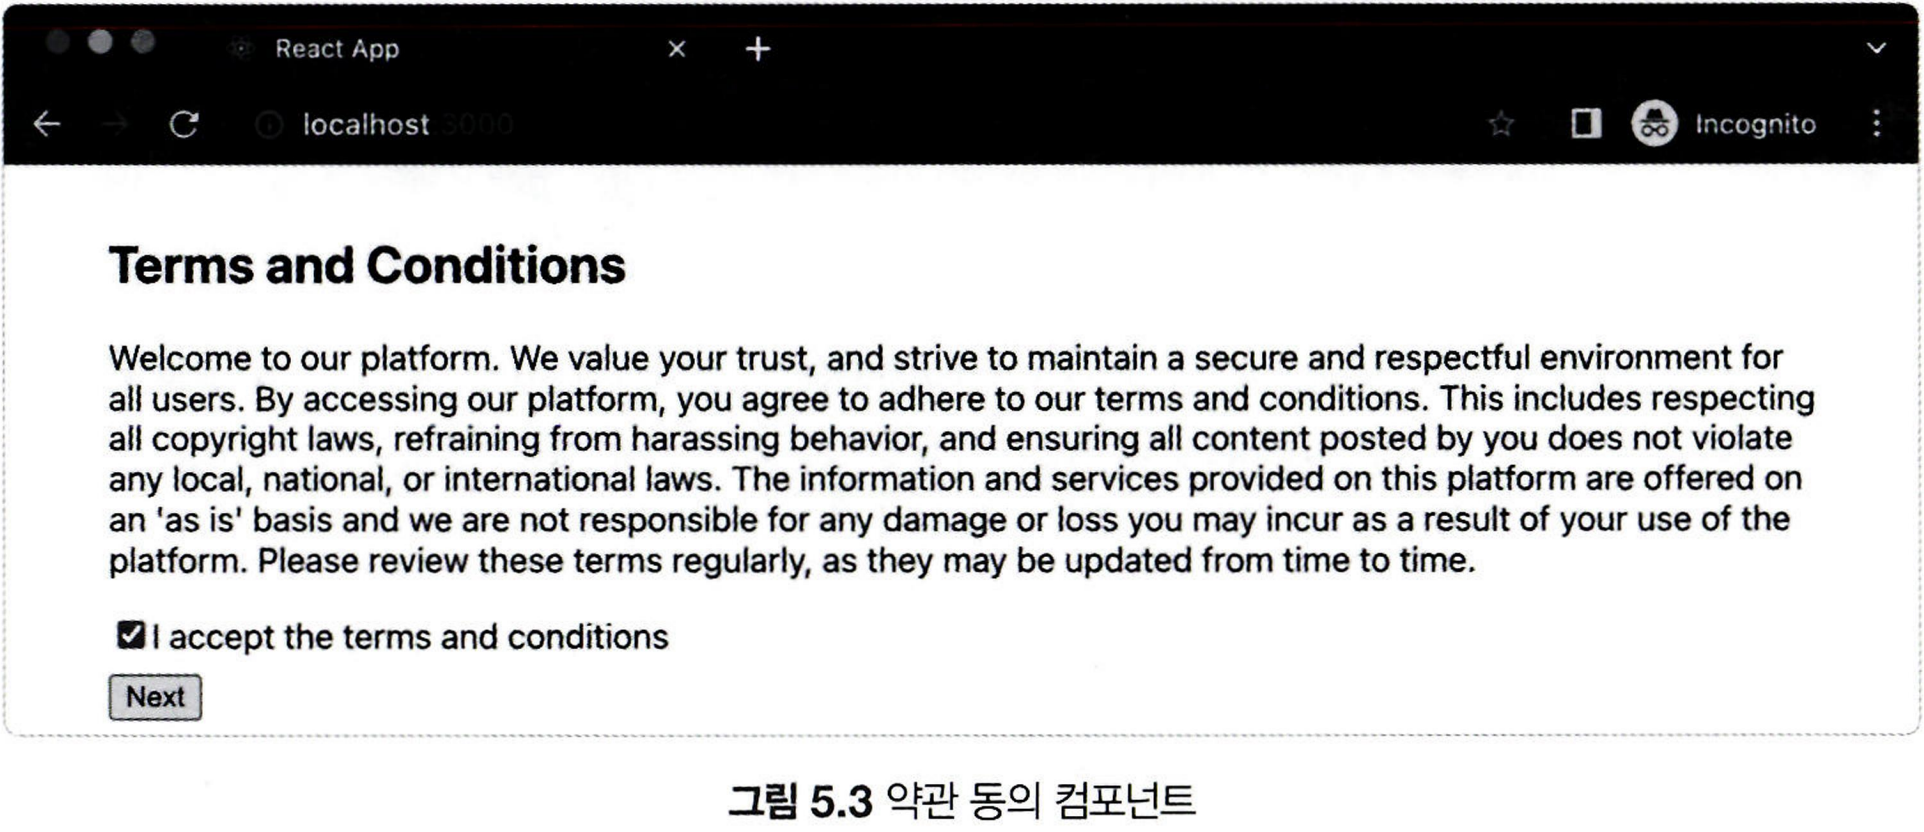 React App
localhost:3000
Incognito
Terms and Conditions
Welcome to our platform. We value your trust, and strive to maintain a secure and respectful environment for
all users. By accessing our platform, you agree to adhere to our terms and conditions. This includes respecting
all copyright laws, refraining from harassing behavior, and ensuring all content posted by you does not violate
any local, national, or international laws. The information and services provided on this platform are offered on
an 'as is' basis and we are not responsible for any damage or loss you may incur as a result of your use of the
platform. Please review these terms regularly, as they may be updated from time to time.
I accept the terms and conditions
Next
그림 5.3 약관 동의 컴포넌트